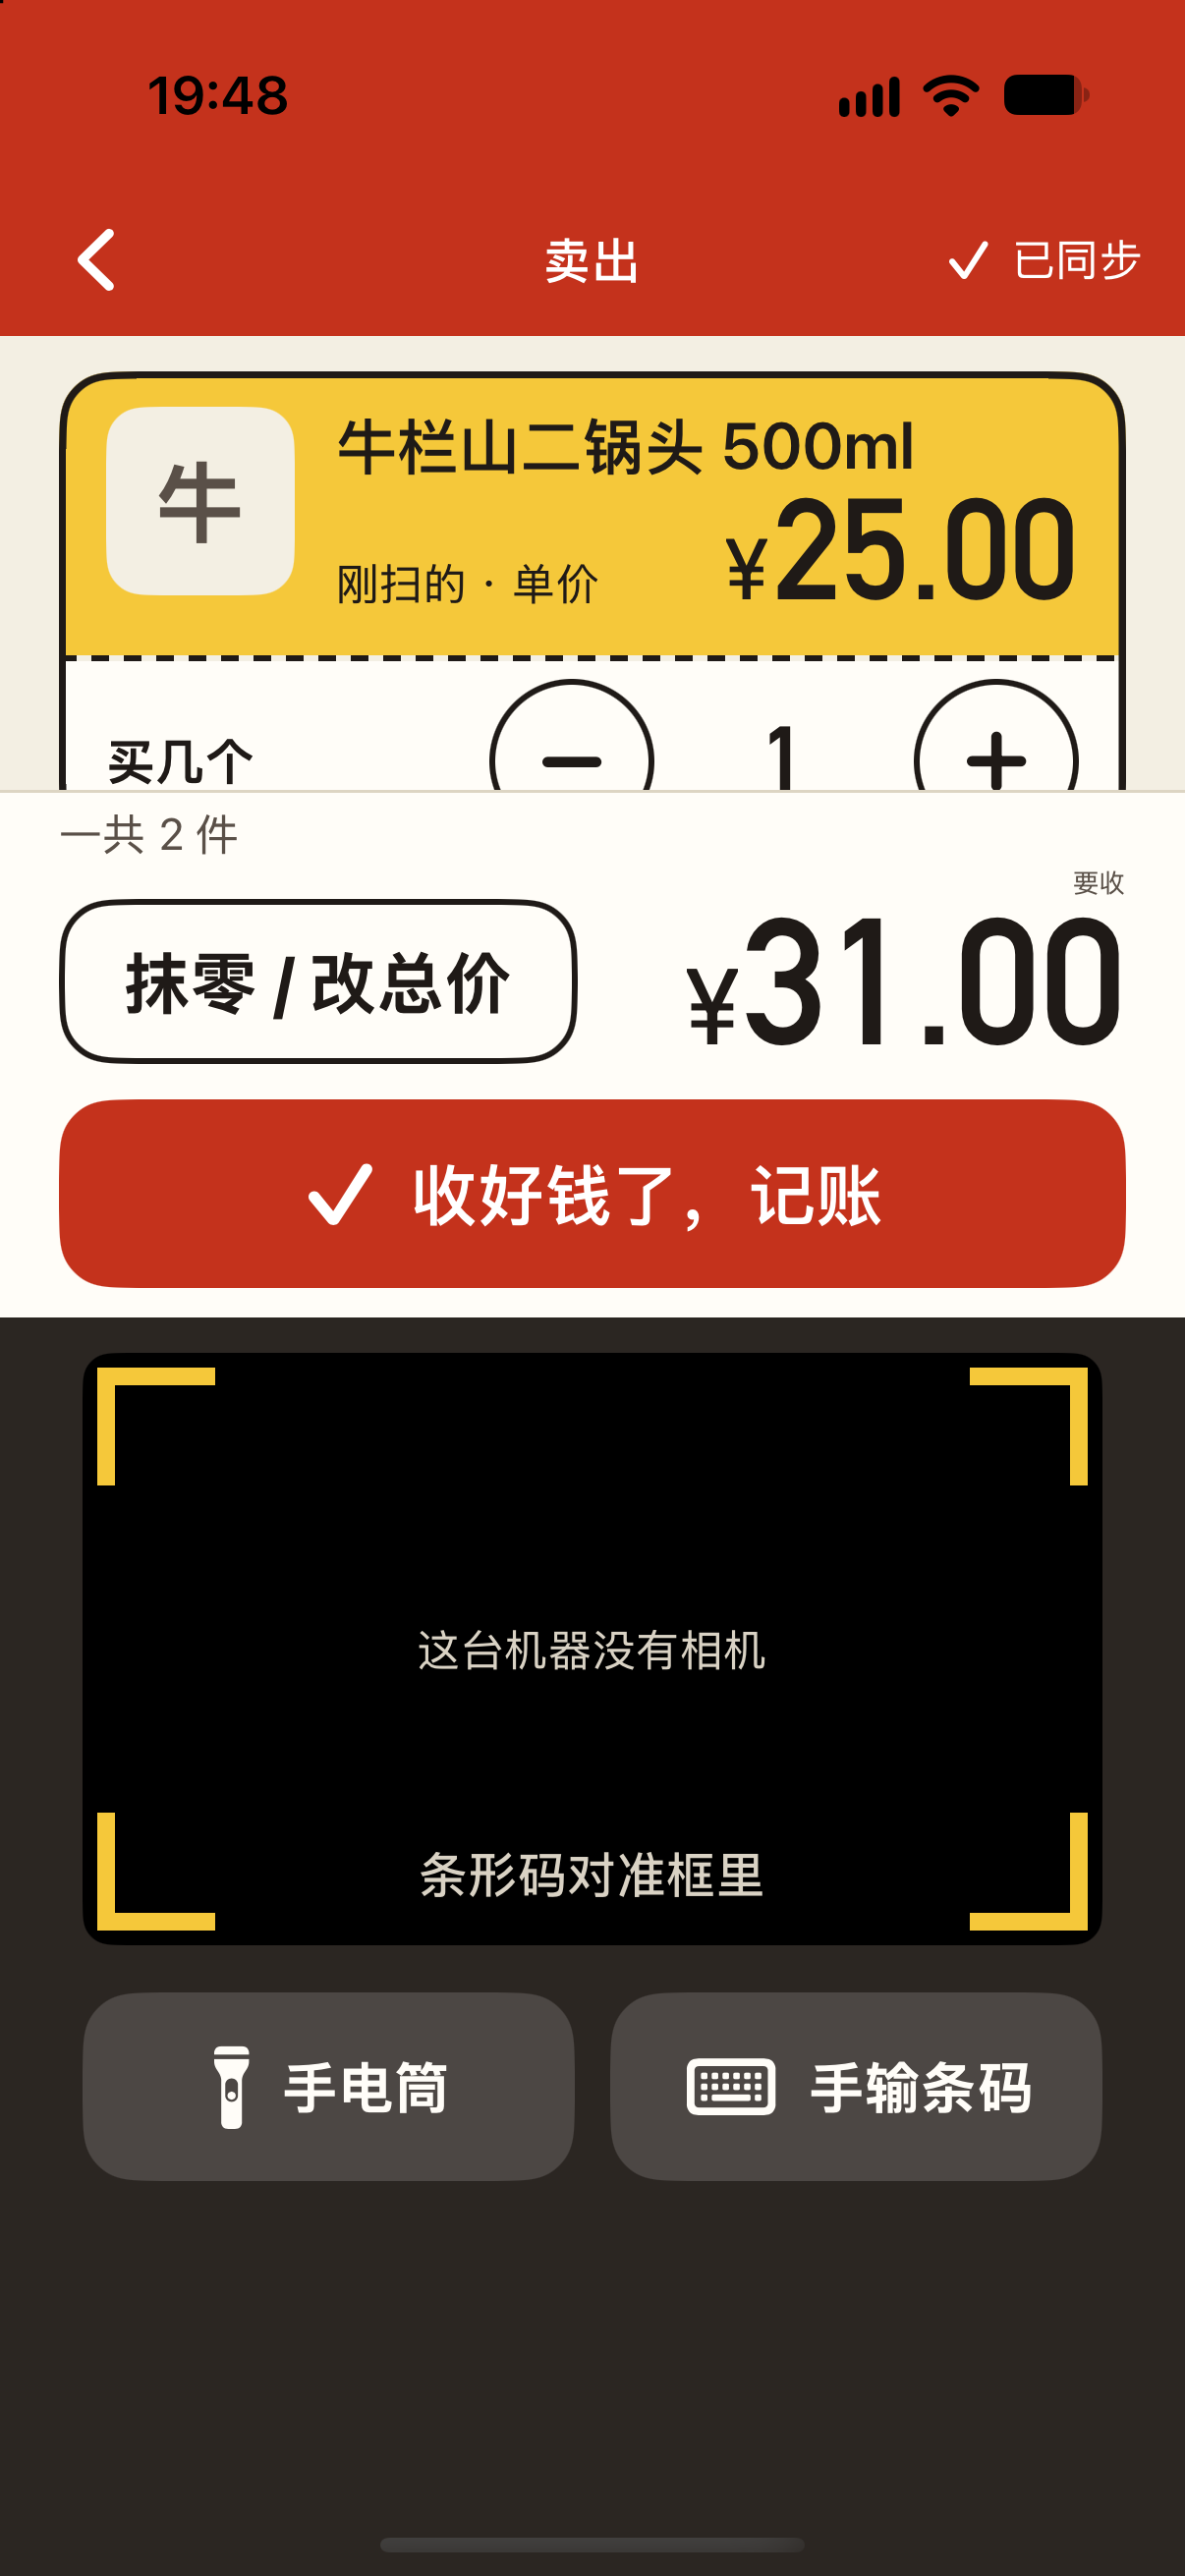 19:48
卖出
已同步
牛
牛栏山二锅头 500ml
刚扫的 · 单价
¥25.00
买几个
1
一共 2 件
要收
抹零 / 改总价
¥31.00
收好钱了，记账
这台机器没有相机
条形码对准框里
手电筒
手输条码